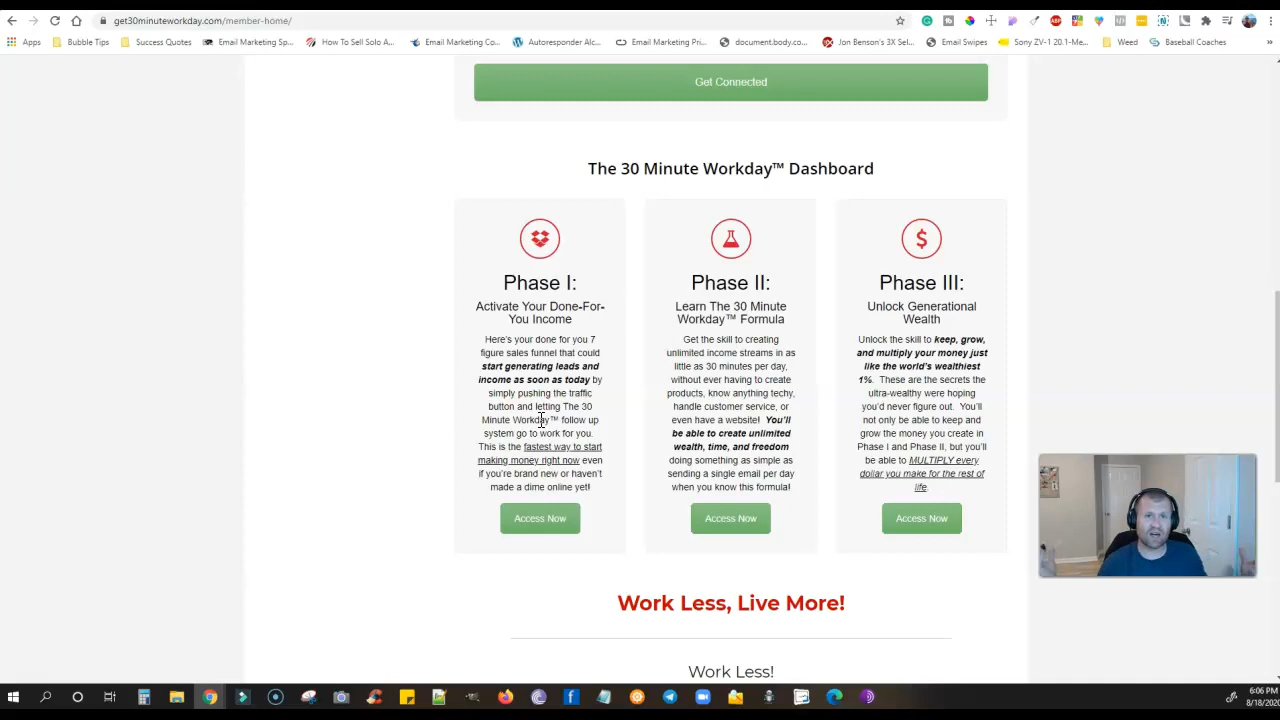 get30minuteworkday.com/member-home/
Apps
Bubble Tips
Success Quotes
Email Marketing Sp...
How To Sell Solo A...
Email Marketing Co...
Autoresponder Alc...
Email Marketing Pri...
document.body.co...
Jon Benson's 3X Sel...
Email Swipes
Sony ZV-1 20.1-Me...
Weed
Baseball Coaches
Get Connected
The 30 Minute Workday™ Dashboard
Phase I:
Activate Your Done-For-
You Income
Here's your done for you 7
figure sales funnel that could
start generating leads and
income as soon as today by
simply pushing the traffic
button and letting The 30
Minute Workday™ follow up
system go to work for you.
This is the fastest way to start
making money right now even
if you're brand new or haven't
made a dime online yet!
Access Now
Phase II:
Learn The 30 Minute
Workday™ Formula
Get the skill to creating
unlimited income streams in as
little as 30 minutes per day,
without ever having to create
products, know anything techy,
handle customer service, or
even have a website! You'll
be able to create unlimited
wealth, time, and freedom
doing something as simple as
sending a single email per day
when you know this formula!
Access Now
Phase III:
Unlock Generational
Wealth
Unlock the skill to keep, grow,
and multiply your money just
like the world's wealthiest
1%. These are the secrets the
ultra-wealthy were hoping
you'd never figure out. You'll
not only be able to keep and
grow the money you create in
Phase I and Phase II, but you'll
be able to MULTIPLY every
dollar you make for the rest of
life.
Access Now
Work Less, Live More!
Work Less!
6:06 PM
8/18/2020